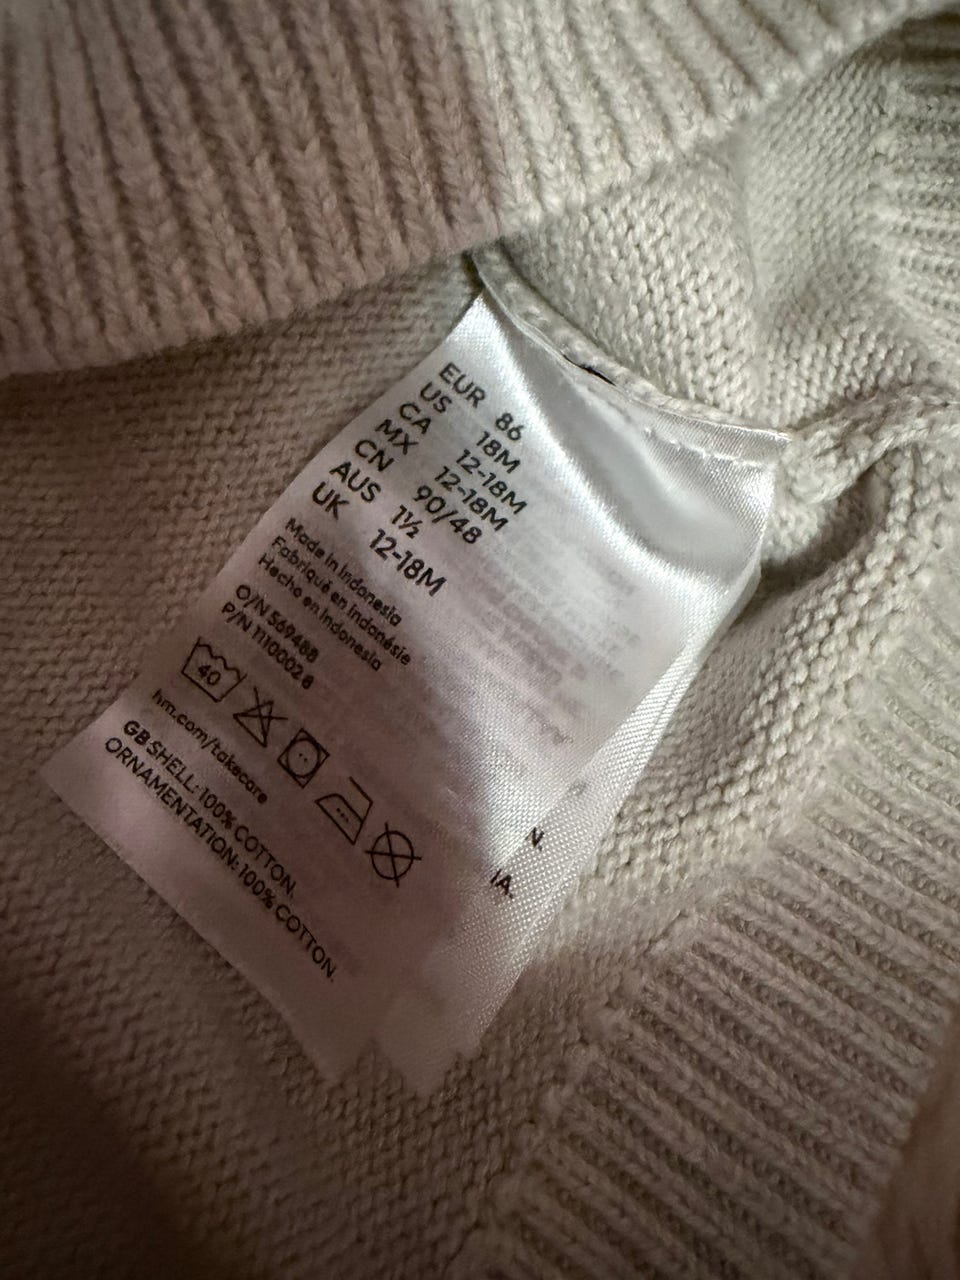 EUR 86
US 18M
CA 12-18M
MX 12-18M
CN 90/48
AUS 1½
UK 12-18M
Made in Indonesia
Fabriqué en Indonésie
Hecho en Indonesia
O/N 569488
P/N 1110002 8
40
hm.com/takecare
GB SHELL: 100% COTTON.
ORNAMENTATION: 100% COTTON.
N.
IA.